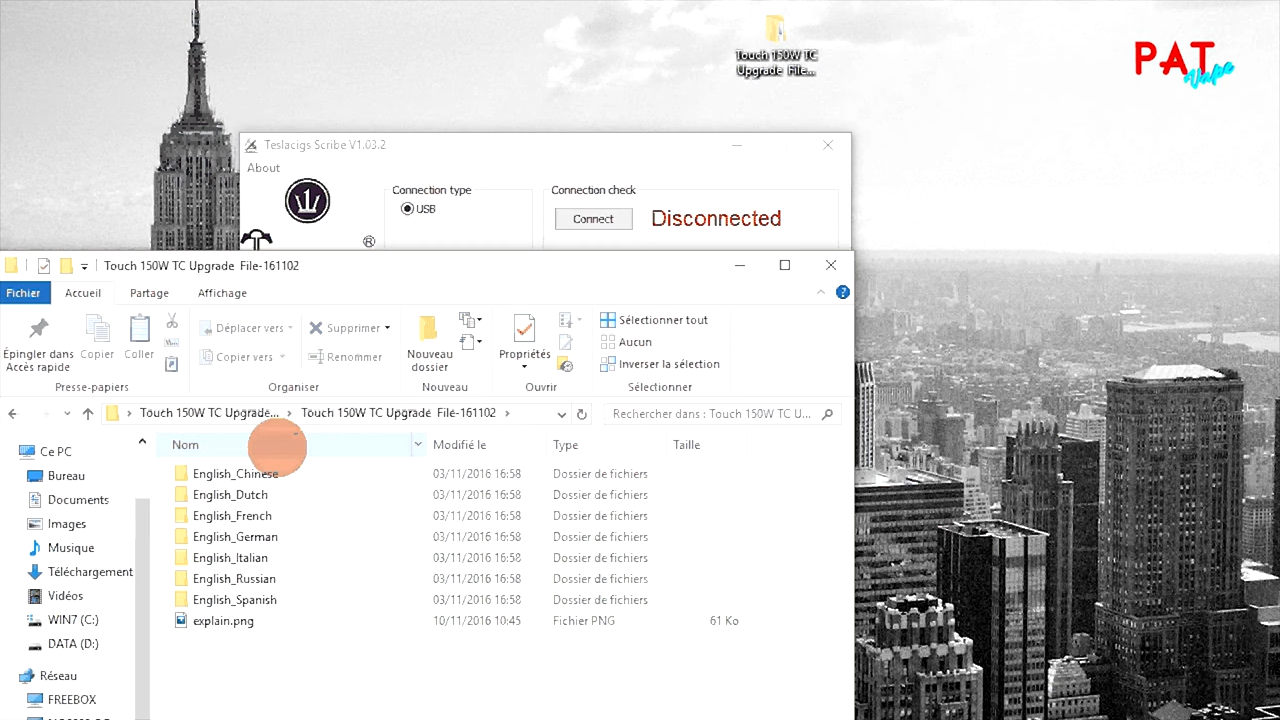 Touch 150W TC
Upgrade File...
PAT
Vape
Teslacigs Scribe V1.03.2
About
Connection type
USB
Connection check
Connect
Disconnected
®
Touch 150W TC Upgrade File-161102
Fichier
Accueil
Partage
Affichage
Épingler dans
Accès rapide
Copier
Coller
Presse-papiers
Déplacer vers
Copier vers
Supprimer
Renommer
Organiser
Nouveau
dossier
Nouveau
Propriétés
Ouvrir
Sélectionner tout
Aucun
Inverser la sélection
Sélectionner
Touch 150W TC Upgrade... > Touch 150W TC Upgrade File-161102 >
Rechercher dans : Touch 150W TC U...
Nom Modifié le Type Taille
English_Chinese 03/11/2016 16:58 Dossier de fichiers
English_Dutch 03/11/2016 16:58 Dossier de fichiers
English_French 03/11/2016 16:58 Dossier de fichiers
English_German 03/11/2016 16:58 Dossier de fichiers
English_Italian 03/11/2016 16:58 Dossier de fichiers
English_Russian 03/11/2016 16:58 Dossier de fichiers
English_Spanish 03/11/2016 16:58 Dossier de fichiers
explain.png 10/11/2016 10:45 Fichier PNG 61 Ko
Ce PC
Bureau
Documents
Images
Musique
Téléchargement
Vidéos
WIN7 (C:)
DATA (D:)
Réseau
FREEBOX